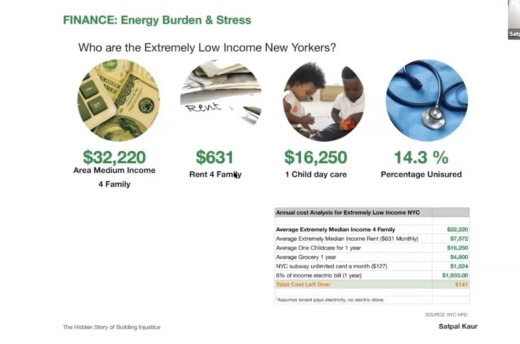 FINANCE: Energy Burden & Stress
Satp
Who are the Extremely Low Income New Yorkers?
Rent
$32,220
Area Medium Income
4 Family
$631
Rent 4 Family
$16,250
1 Child day care
14.3 %
Percentage Unisured
Annual cost Analysis for Extremely Low Income NYC
Average Extremely Median Income 4 Family $32,220
Average Extremely Median Income Rent ($631 Monthly) $7,572
Average One Childcare for 1 year $16,250
Average Grocery 1 year $4,800
NYC subway unlimited card a month ($127) $1,524
6% of income electric bill (1 year) $1,933.00
Total Cost Left Over $141
*Assumes tenant pays electricity, no electric stove
SOURCE: NYC HPD
The Hidden Story of Building Injustice
Satpal Kaur